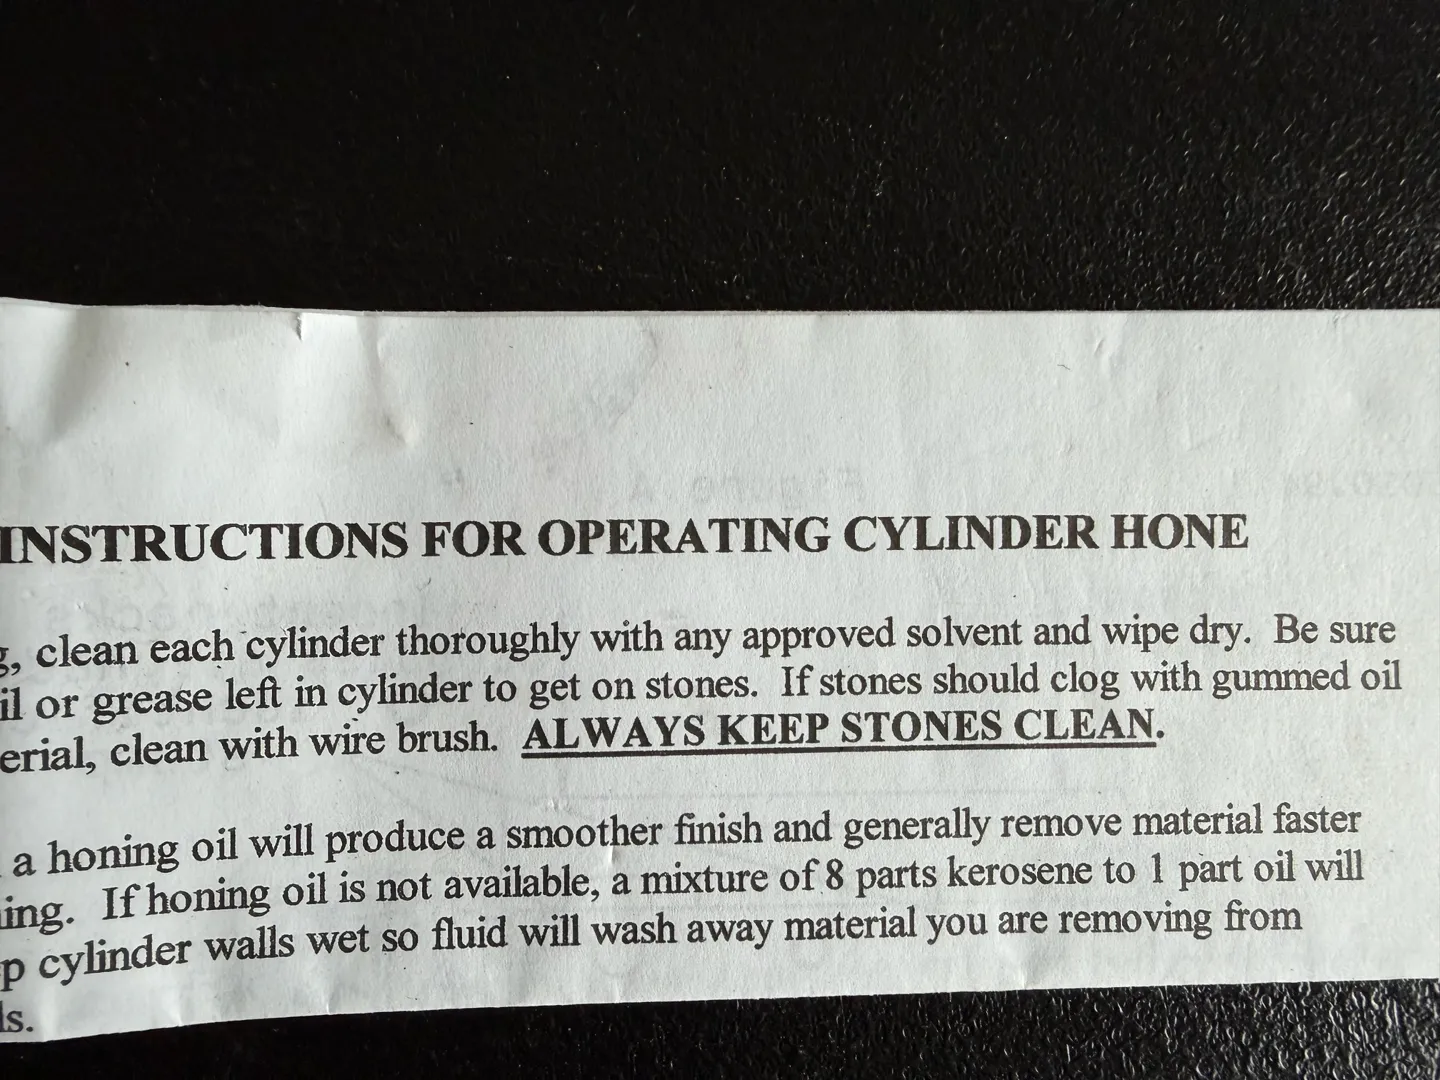 INSTRUCTIONS FOR OPERATING CYLINDER HONE
g, clean each cylinder thoroughly with any approved solvent and wipe dry. Be sure
il or grease left in cylinder to get on stones. If stones should clog with gummed oil
erial, clean with wire brush. ALWAYS KEEP STONES CLEAN.
a honing oil will produce a smoother finish and generally remove material faster
ing. If honing oil is not available, a mixture of 8 parts kerosene to 1 part oil will
p cylinder walls wet so fluid will wash away material you are removing from
ls.